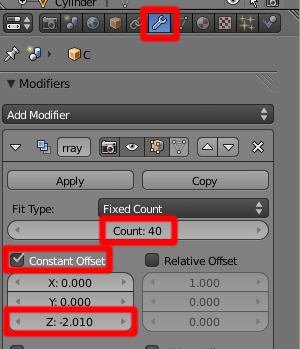 Cylinder
C
Modifiers
Add Modifier
rray
Apply Copy
Fit Type: Fixed Count
Count: 40
Constant Offset Relative Offset
X: 0.000 1.000
Y: 0.000 0.000
Z: -2.010 0.000